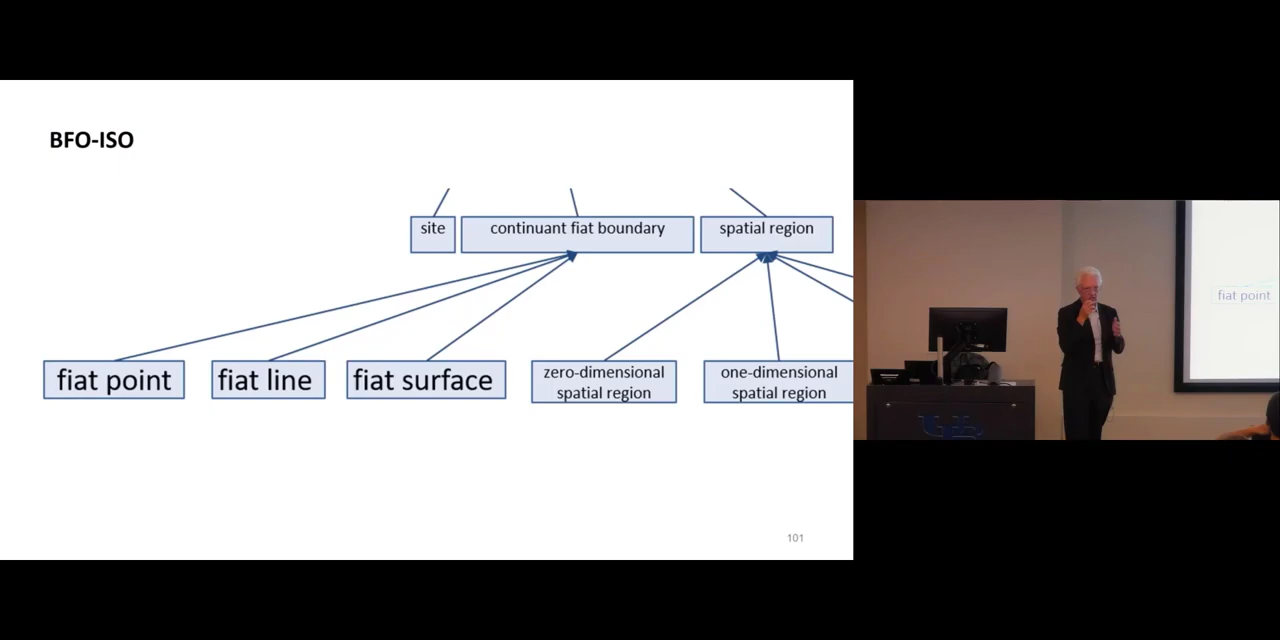 BFO-ISO
site
continuant fiat boundary
spatial region
fiat point
fiat line
fiat surface
zero-dimensional
spatial region
one-dimensional
spatial region
101
fiat point